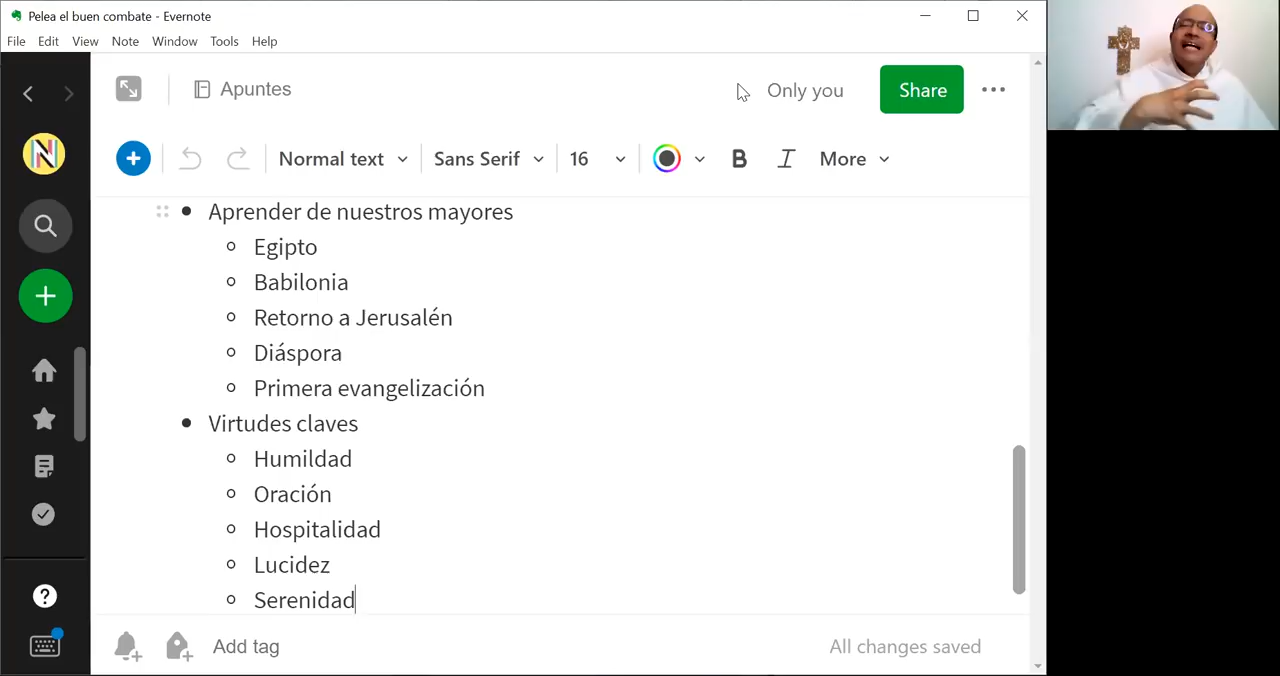 Pelea el buen combate - Evernote
File Edit View Note Window Tools Help
Apuntes
Only you
Share
Normal text
Sans Serif
16
B
I
More
Aprender de nuestros mayores
Egipto
Babilonia
Retorno a Jerusalén
Diáspora
Primera evangelización
Virtudes claves
Humildad
Oración
Hospitalidad
Lucidez
Serenidad
Add tag
All changes saved